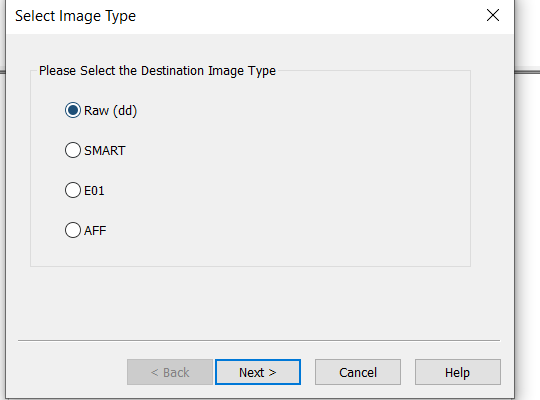 Select Image Type
Please Select the Destination Image Type
Raw (dd)
SMART
E01
AFF
< Back
Next >
Cancel
Help